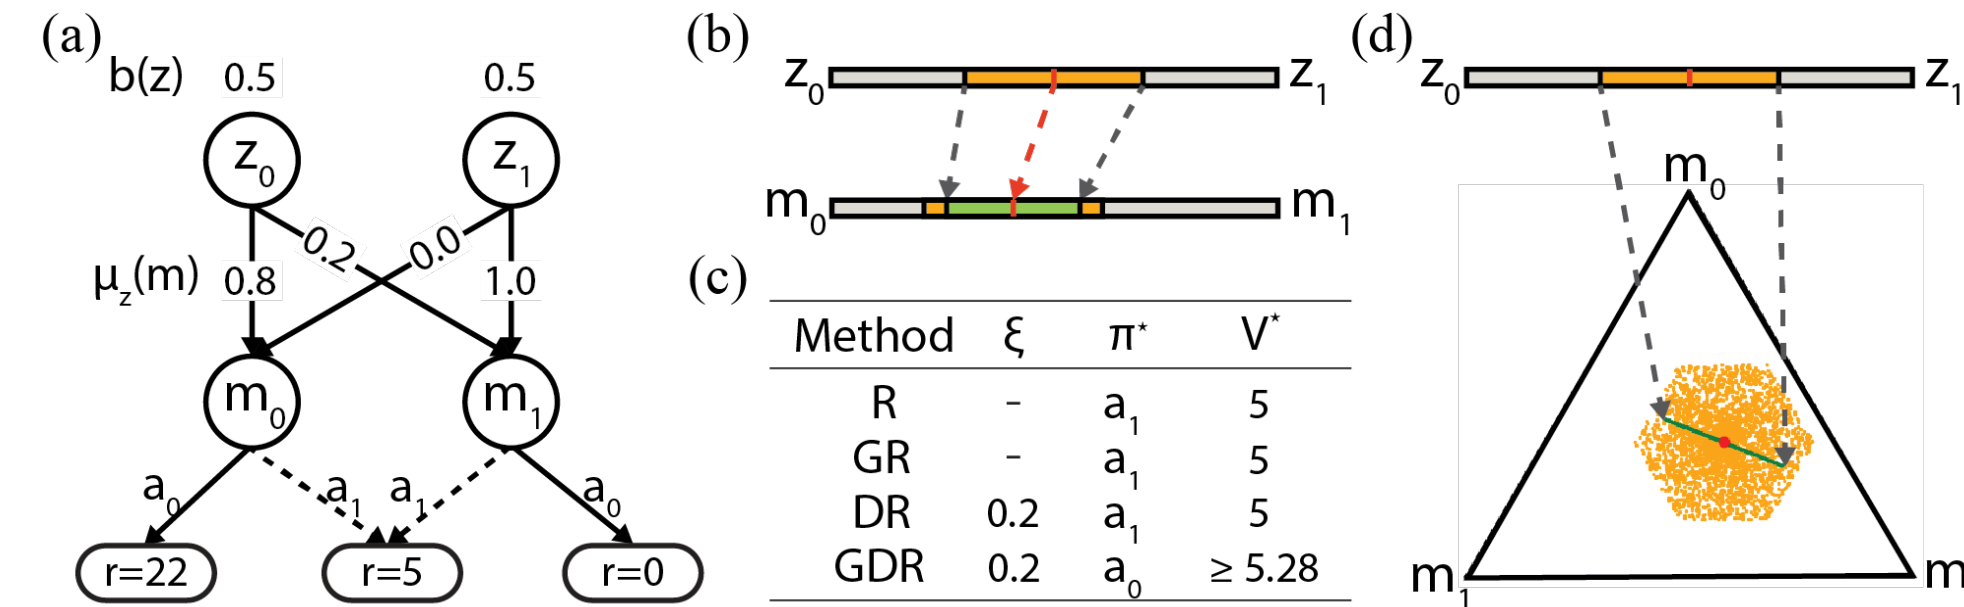 (a)
b(z) 0.5 0.5
z0 z1
0.2 0.0
μz(m) 0.8 1.0
m0 m1
a0 a1 a1 a0
r=22 r=5 r=0
(b)
z0 z1
m0 m1
(c)
Method ξ π* V*
R - a1 5
GR - a1 5
DR 0.2 a1 5
GDR 0.2 a0 ≥ 5.28
(d)
z0 z1
m0
m1 m